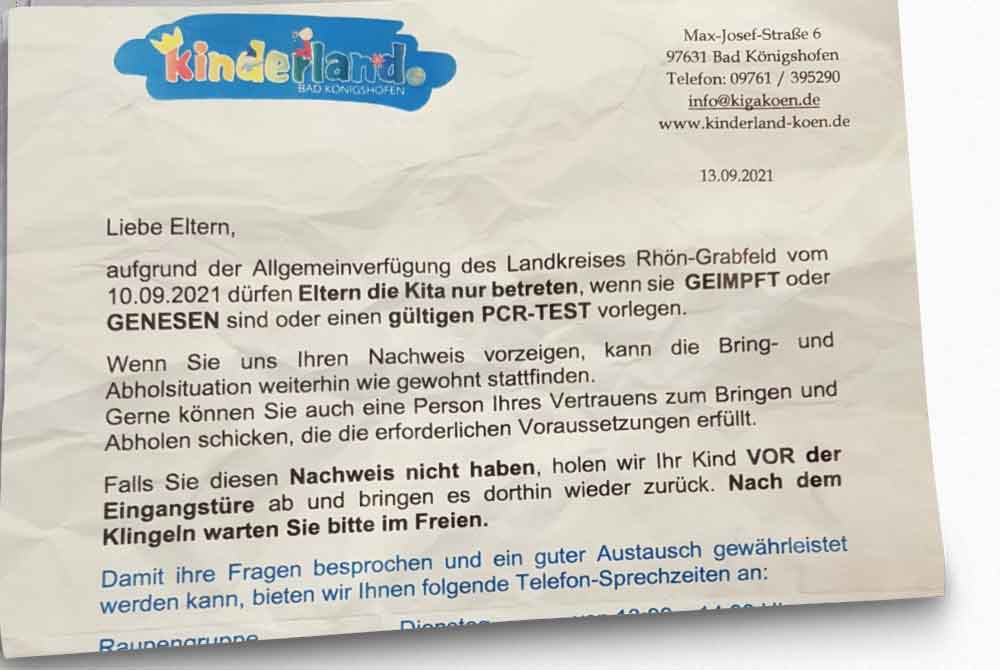 kinderland
BAD KÖNIGSHOFEN
Max-Josef-Straße 6
97631 Bad Königshofen
Telefon: 09761 / 395290
info@kigakoen.de
www.kinderland-koen.de
13.09.2021
Liebe Eltern,
aufgrund der Allgemeinverfügung des Landkreises Rhön-Grabfeld vom
10.09.2021 dürfen Eltern die Kita nur betreten, wenn sie GEIMPFT oder
GENESEN sind oder einen gültigen PCR-TEST vorlegen.
Wenn Sie uns Ihren Nachweis vorzeigen, kann die Bring- und
Abholsituation weiterhin wie gewohnt stattfinden.
Gerne können Sie auch eine Person Ihres Vertrauens zum Bringen und
Abholen schicken, die die erforderlichen Voraussetzungen erfüllt.
Falls Sie diesen Nachweis nicht haben, holen wir Ihr Kind VOR der
Eingangstüre ab und bringen es dorthin wieder zurück. Nach dem
Klingeln warten Sie bitte im Freien.
Damit ihre Fragen besprochen und ein guter Austausch gewährleistet
werden kann, bieten wir Ihnen folgende Telefon-Sprechzeiten an:
Raupengruppe Dienstag